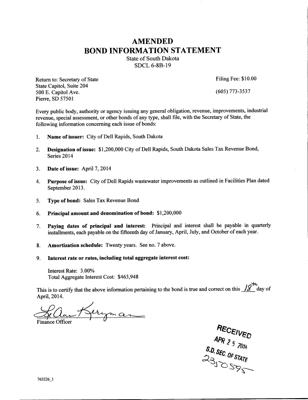 AMENDED
BOND INFORMATION STATEMENT
State of South Dakota
SDCL 6-8B-19
Return to: Secretary of State
Filing Fee: $10.00
State Capitol, Suite 204
500 E. Capitol Ave.
(605) 773-3537
Pierre, SD 57501
Every public body, authority or agency issuing any general obligation, revenue, improvements, industrial
revenue, special assessment, or other bonds of any type, shall file, with the Secretary of State, the
following information concerning each issue of bonds:
1. Name of issuer: City of Dell Rapids, South Dakota
2. Designation of issue: $1,200,000 City of Dell Rapids, South Dakota Sales Tax Revenue Bond,
Series 2014
3. Date of issue: April 7, 2014
4. Purpose of issue: City of Dell Rapids wastewater improvements as outlined in Facilities Plan dated
September 2013.
5. Type of bond: Sales Tax Revenue Bond
6. Principal amount and denomination of bond: $1,200,000
7. Paying dates of principal and interest: Principal and interest shall be payable in quarterly
installments, each payable on the fifteenth day of January, April, July, and October of each year.
8. Amortization schedule: Twenty years. See no. 7 above.
9. Interest rate or rates, including total aggregate interest cost:
Interest Rate: 3.00%
Total Aggregate Interest Cost: $463,948
This is to certify that the above information pertaining to the bond is true and correct on this 18th day of
April, 2014.
Finance Officer
RECEIVED
APR 25 2014
S.D. SEC. OF STATE
2350595